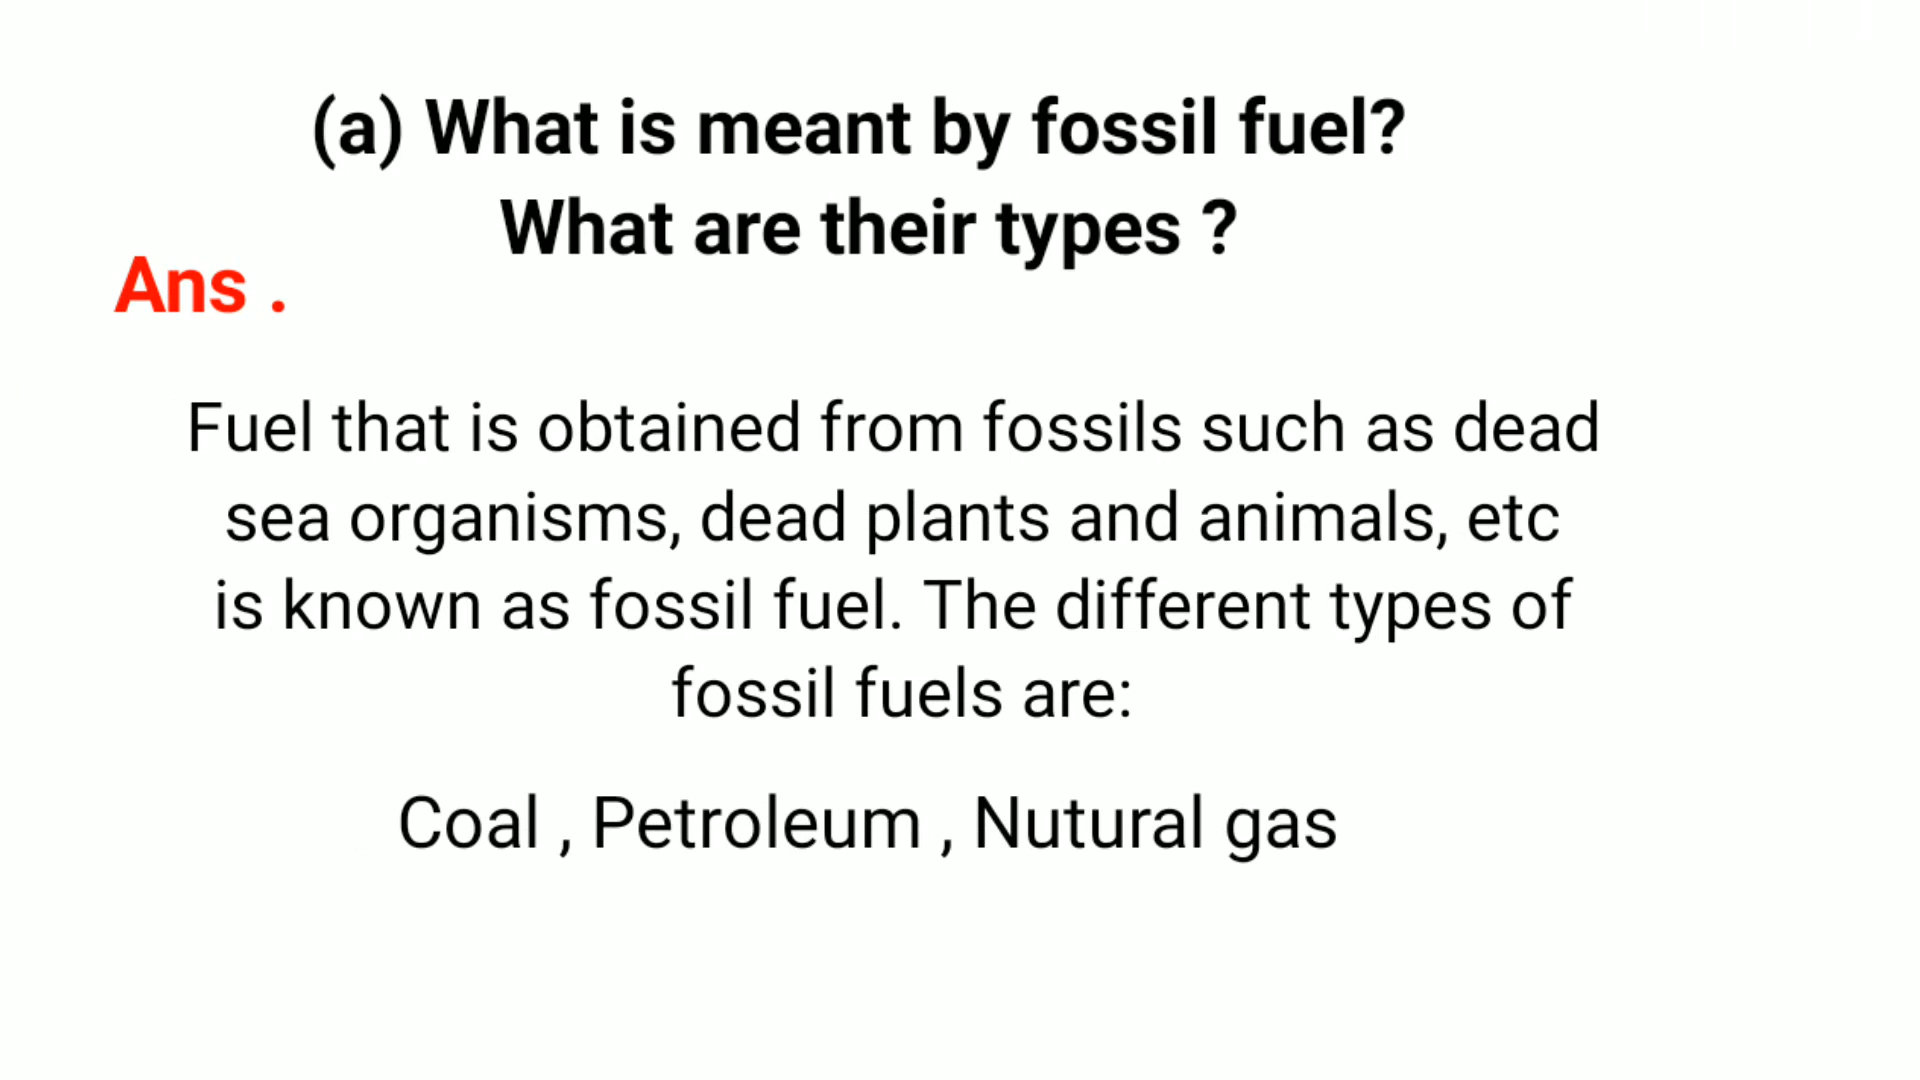 (a) What is meant by fossil fuel?
What are their types ?
Ans .
Fuel that is obtained from fossils such as dead
sea organisms, dead plants and animals, etc
is known as fossil fuel. The different types of
fossil fuels are:
Coal , Petroleum , Nutural gas